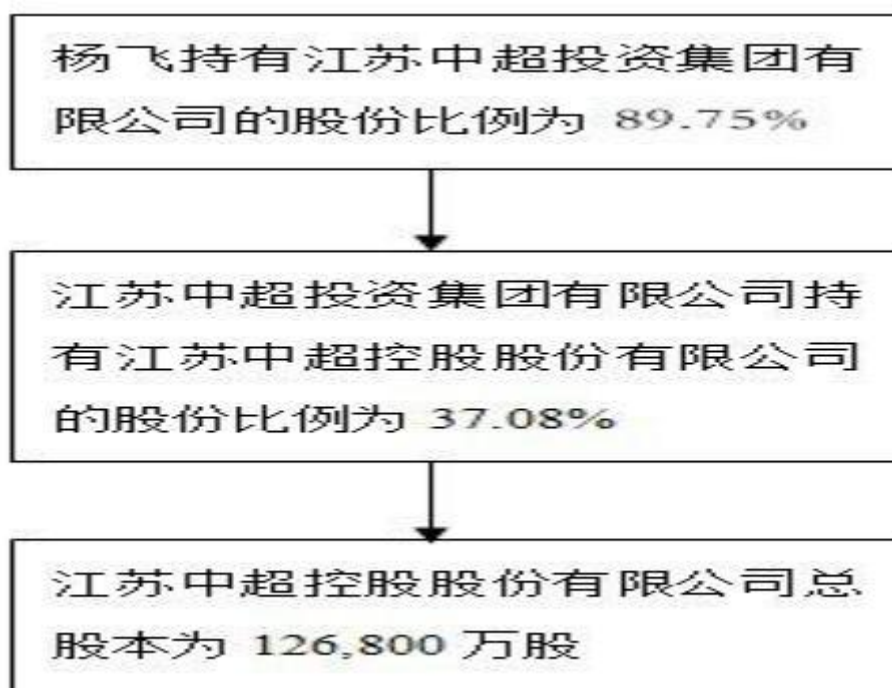 杨飞持有江苏中超投资集团有
限公司的股份比例为 89.75%
江苏中超投资集团有限公司持
有江苏中超控股股份有限公司
的股份比例为 37.08%
江苏中超控股股份有限公司总
股本为 126,800 万股